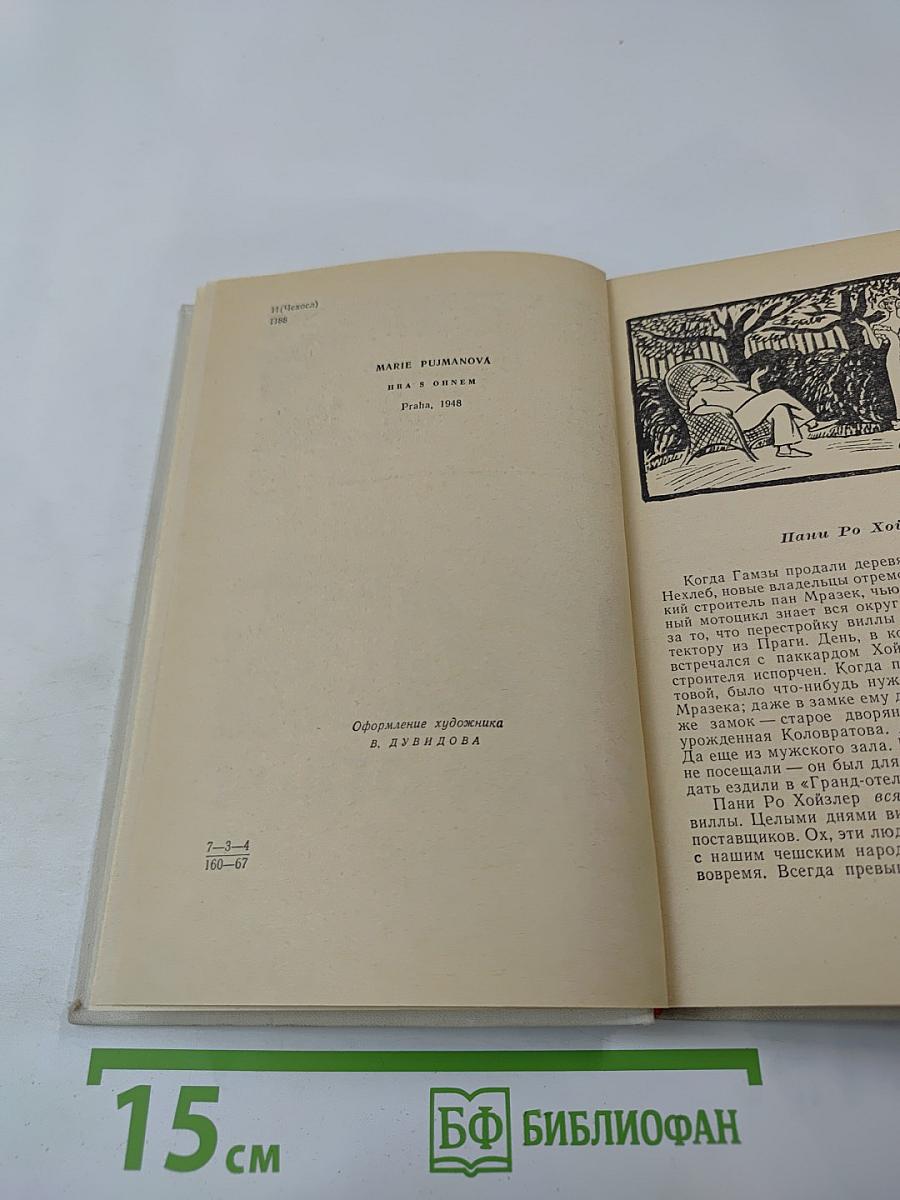 И(Чехосл)
П88
MARIE PUJMANOVÁ
HRA S OHNEM
Praha, 1948
Оформление художника
В. ДУВИДОВА
7—3—4
160—67
Пани Ро Хой
Когда Гамзы продали деревя
Нехлеб, новые владельцы отремо
кий строитель пан Мразек, чью
ный мотоцикл знает вся округ
за то, что перестройку виллы
тектору из Праги. День, в ко
встречался с паккардом Хой
строителя испорчен. Когда п
товой, было что-нибудь нуж
Мразека; даже в замке ему д
же замок — старое дворян
урожденная Коловратова.
Да еще из мужского зала.
не посещали — он был для
дать ездили в «Гранд-отел
Пани Ро Хойзлер вся
виллы. Целыми днями ви
поставщиков. Ох, эти люд
с нашим чешским народ
вовремя. Всегда превы
15 см
БФ БИБЛИОФАН